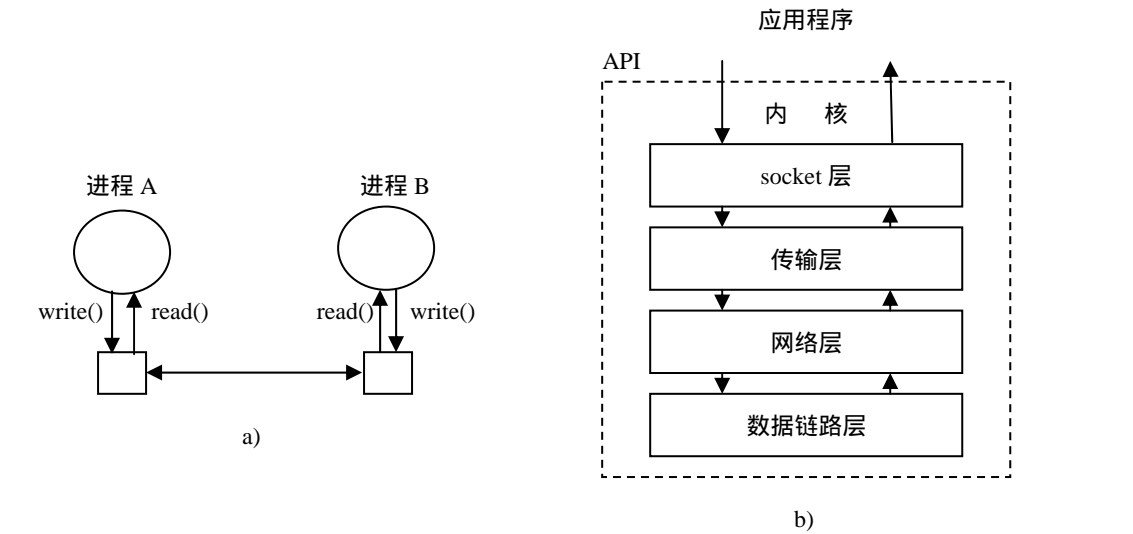 进程 A
进程 B
write()
read()
read()
write()
a)
应用程序
API
内 核
socket 层
传输层
网络层
数据链路层
b)